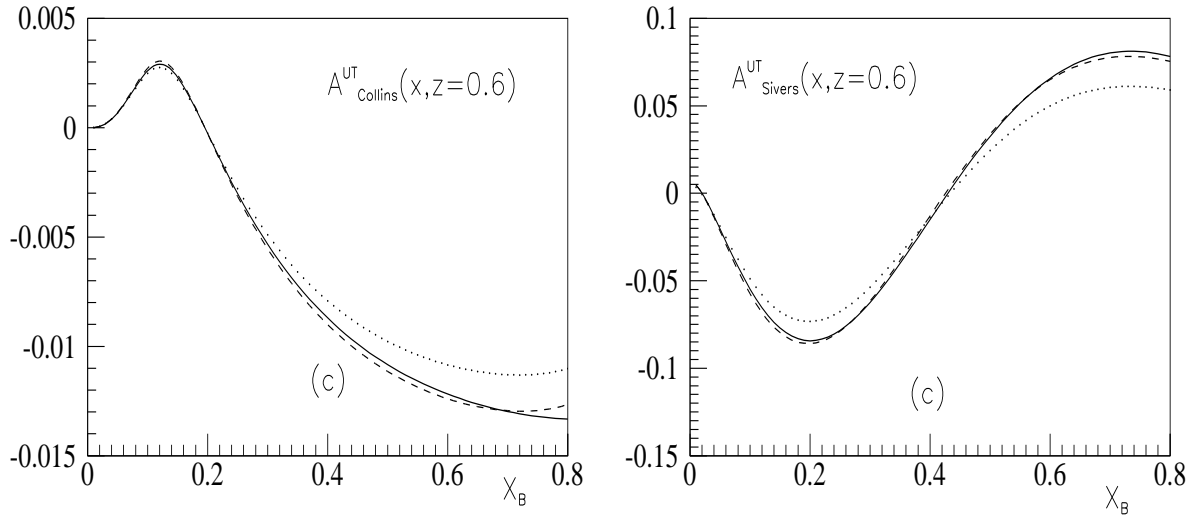 0.005
0
-0.005
-0.01
-0.015
A^UT_Collins(x,z=0.6)
(c)
0 0.2 0.4 0.6 0.8
X_B
0.1
0.05
0
-0.05
-0.1
-0.15
A^UT_Sivers(x,z=0.6)
(c)
0 0.2 0.4 0.6 0.8
X_B